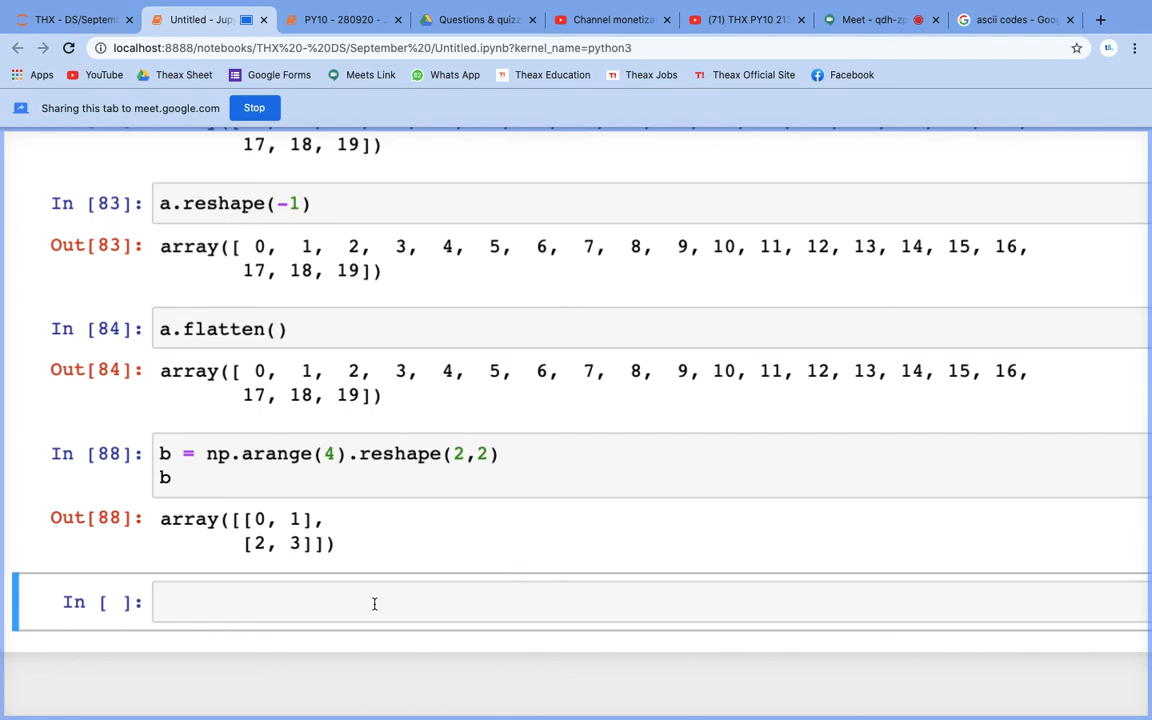 THX - DS/Septem
Untitled - Jup
PY10 - 280920 - J
Questions & quizz
Channel monetiza
(71) THX PY10 213
Meet - qdh-zp
ascii codes - Goo
localhost:8888/notebooks/THX%20-%20DS/September%20/Untitled.ipynb?kernel_name=python3
Apps
YouTube
Theax Sheet
Google Forms
Meets Link
Whats App
Theax Education
Theax Jobs
Theax Official Site
Facebook
Sharing this tab to meet.google.com
Stop
17, 18, 19])
In [83]: a.reshape(-1)
Out[83]: array([ 0, 1, 2, 3, 4, 5, 6, 7, 8, 9, 10, 11, 12, 13, 14, 15, 16,
17, 18, 19])
In [84]: a.flatten()
Out[84]: array([ 0, 1, 2, 3, 4, 5, 6, 7, 8, 9, 10, 11, 12, 13, 14, 15, 16,
17, 18, 19])
In [88]: b = np.arange(4).reshape(2,2)
b
Out[88]: array([[0, 1],
[2, 3]])
In [ ]: